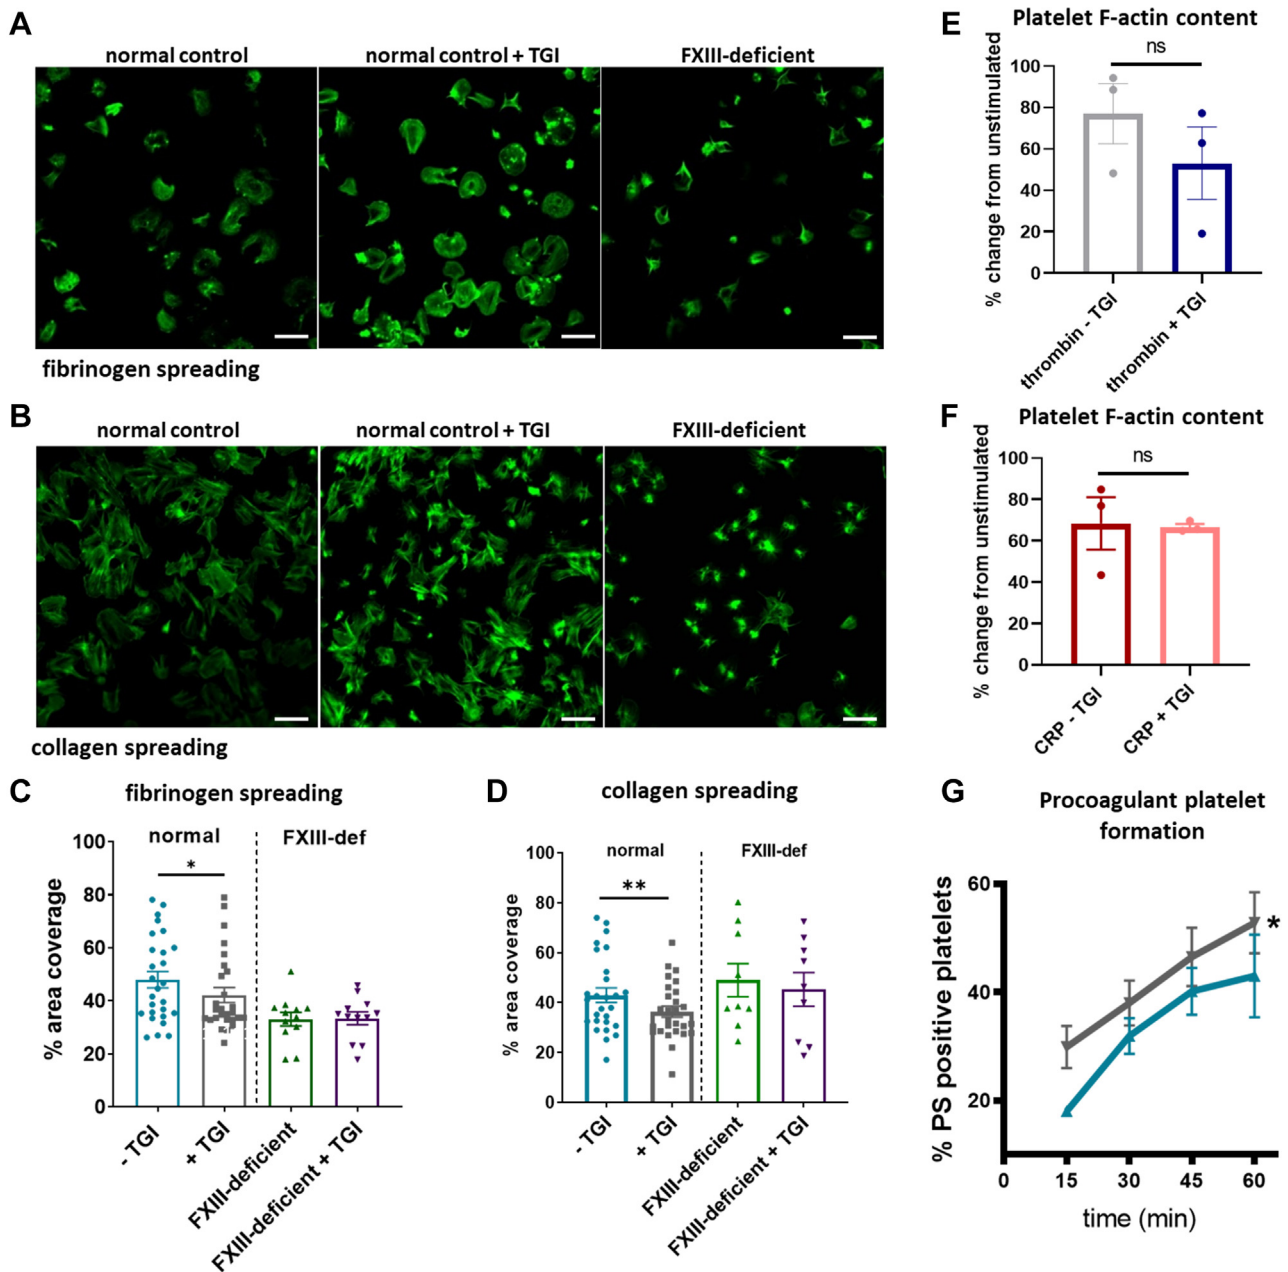 A
normal control
normal control + TGI
FXIII-deficient
fibrinogen spreading
B
normal control
normal control + TGI
FXIII-deficient
collagen spreading
C
fibrinogen spreading
normal
FXIII-def
*
% area coverage
100
80
60
40
20
0
- TGI
+ TGI
FXIII-deficient
FXIII-deficient + TGI
D
collagen spreading
normal
FXIII-def
**
% area coverage
100
80
60
40
20
0
- TGI
+ TGI
FXIII-deficient
FXIII-deficient + TGI
E
Platelet F-actin content
ns
% change from unstimulated
100
80
60
40
20
0
thrombin - TGI
thrombin + TGI
F
Platelet F-actin content
ns
% change from unstimulated
100
80
60
40
20
0
CRP - TGI
CRP + TGI
G
Procoagulant platelet
formation
% PS positive platelets
60
40
20
*
0
15
30
45
60
time (min)